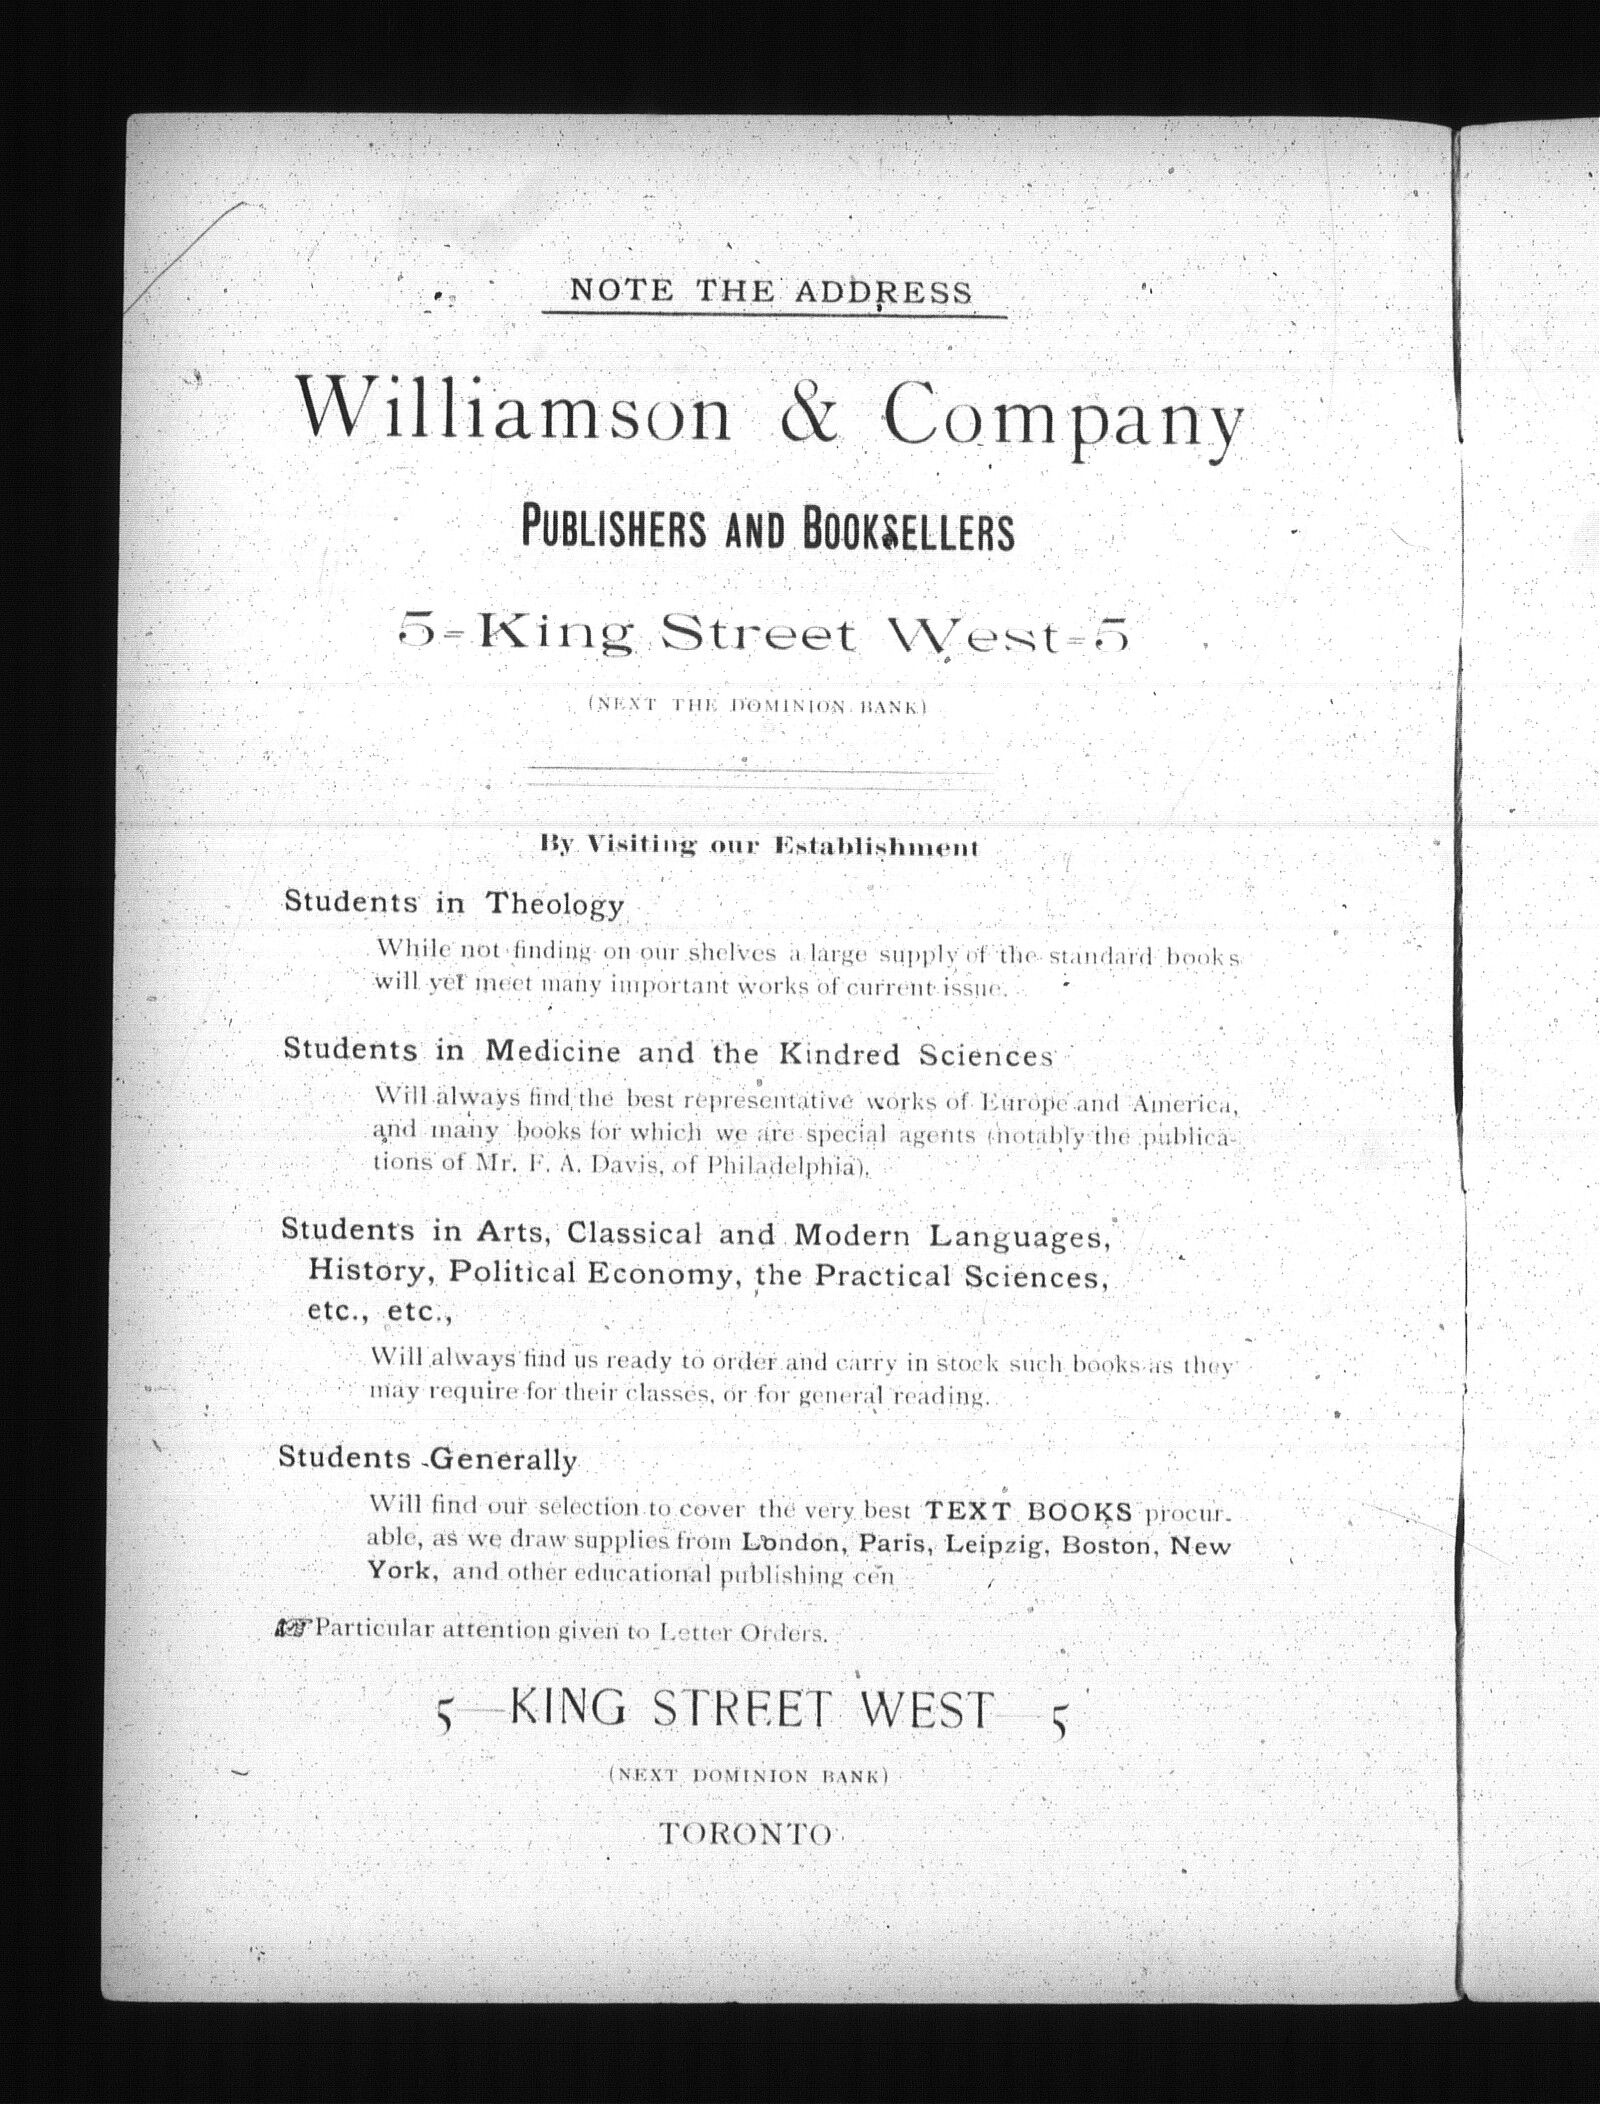 NOTE THE ADDRESS
Williamson & Company
PUBLISHERS AND BOOKSELLERS
5=King Street West=5
(NEXT THE DOMINION BANK)
By Visiting our Establishment
Students in Theology
While not finding on our shelves a large supply of the standard books
will yet meet many important works of current issue.
Students in Medicine and the Kindred Sciences
Will always find the best representative works of Europe and America,
and many books for which we are special agents (notably the publica-
tions of Mr. F. A. Davis, of Philadelphia).
Students in Arts, Classical and Modern Languages,
History, Political Economy, the Practical Sciences,
etc., etc.,
Will always find us ready to order and carry in stock such books as they
may require for their classes, or for general reading.
Students Generally
Will find our selection to cover the very best TEXT BOOKS procur-
able, as we draw supplies from London, Paris, Leipzig, Boston, New
York, and other educational publishing cen
☞ Particular attention given to Letter Orders.
5—KING STREET WEST—5
(NEXT DOMINION BANK)
TORONTO